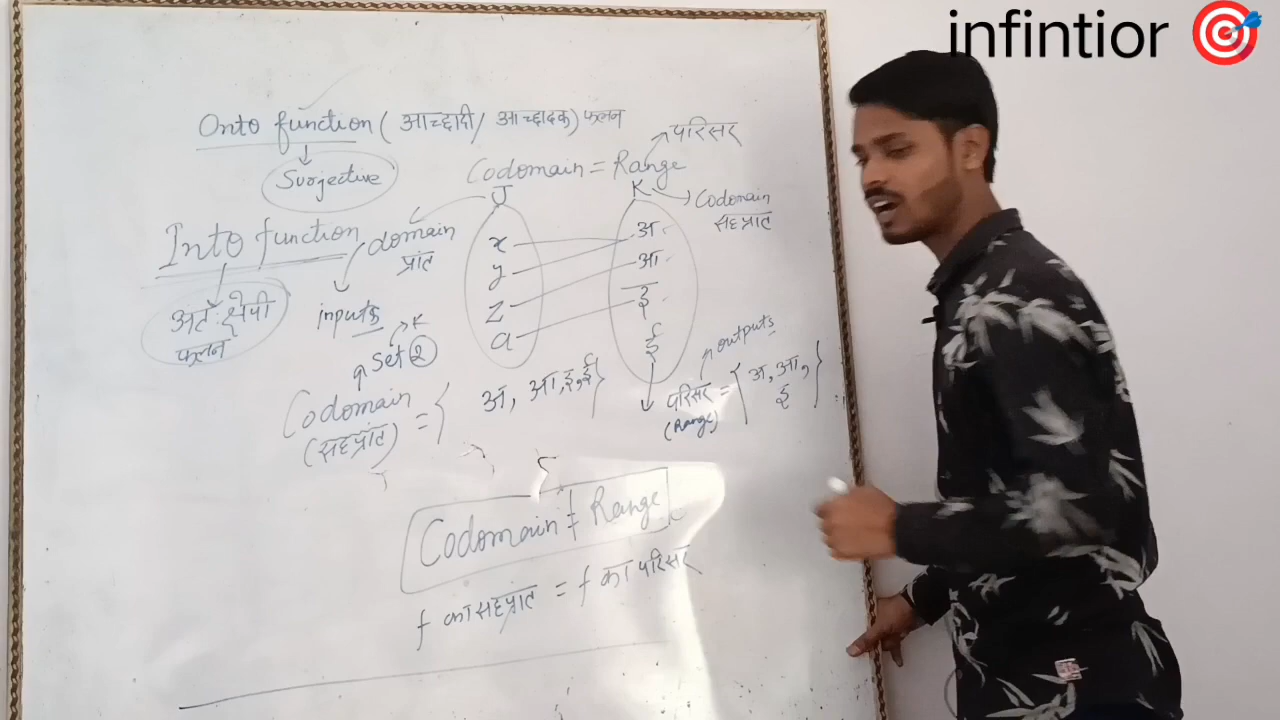 infintior
Onto function ( आच्छादी / आच्छादक) फलन
Surjective
Codomain = Range
परिसर
Into function
अंतः क्षेपी
फलन
domain
प्रांत
inputs
J
K
Codomain
सहप्रांत
x
y
z
a
अ
आ
इ
ई
K
Set 2
Codomain
(सहप्रांत) = { अ, आ, इ, ई }
outputs
परिसर = { अ, आ, इ }
(Range)
Codomain ≠ Range
f का सहप्रांत = f का परिसर